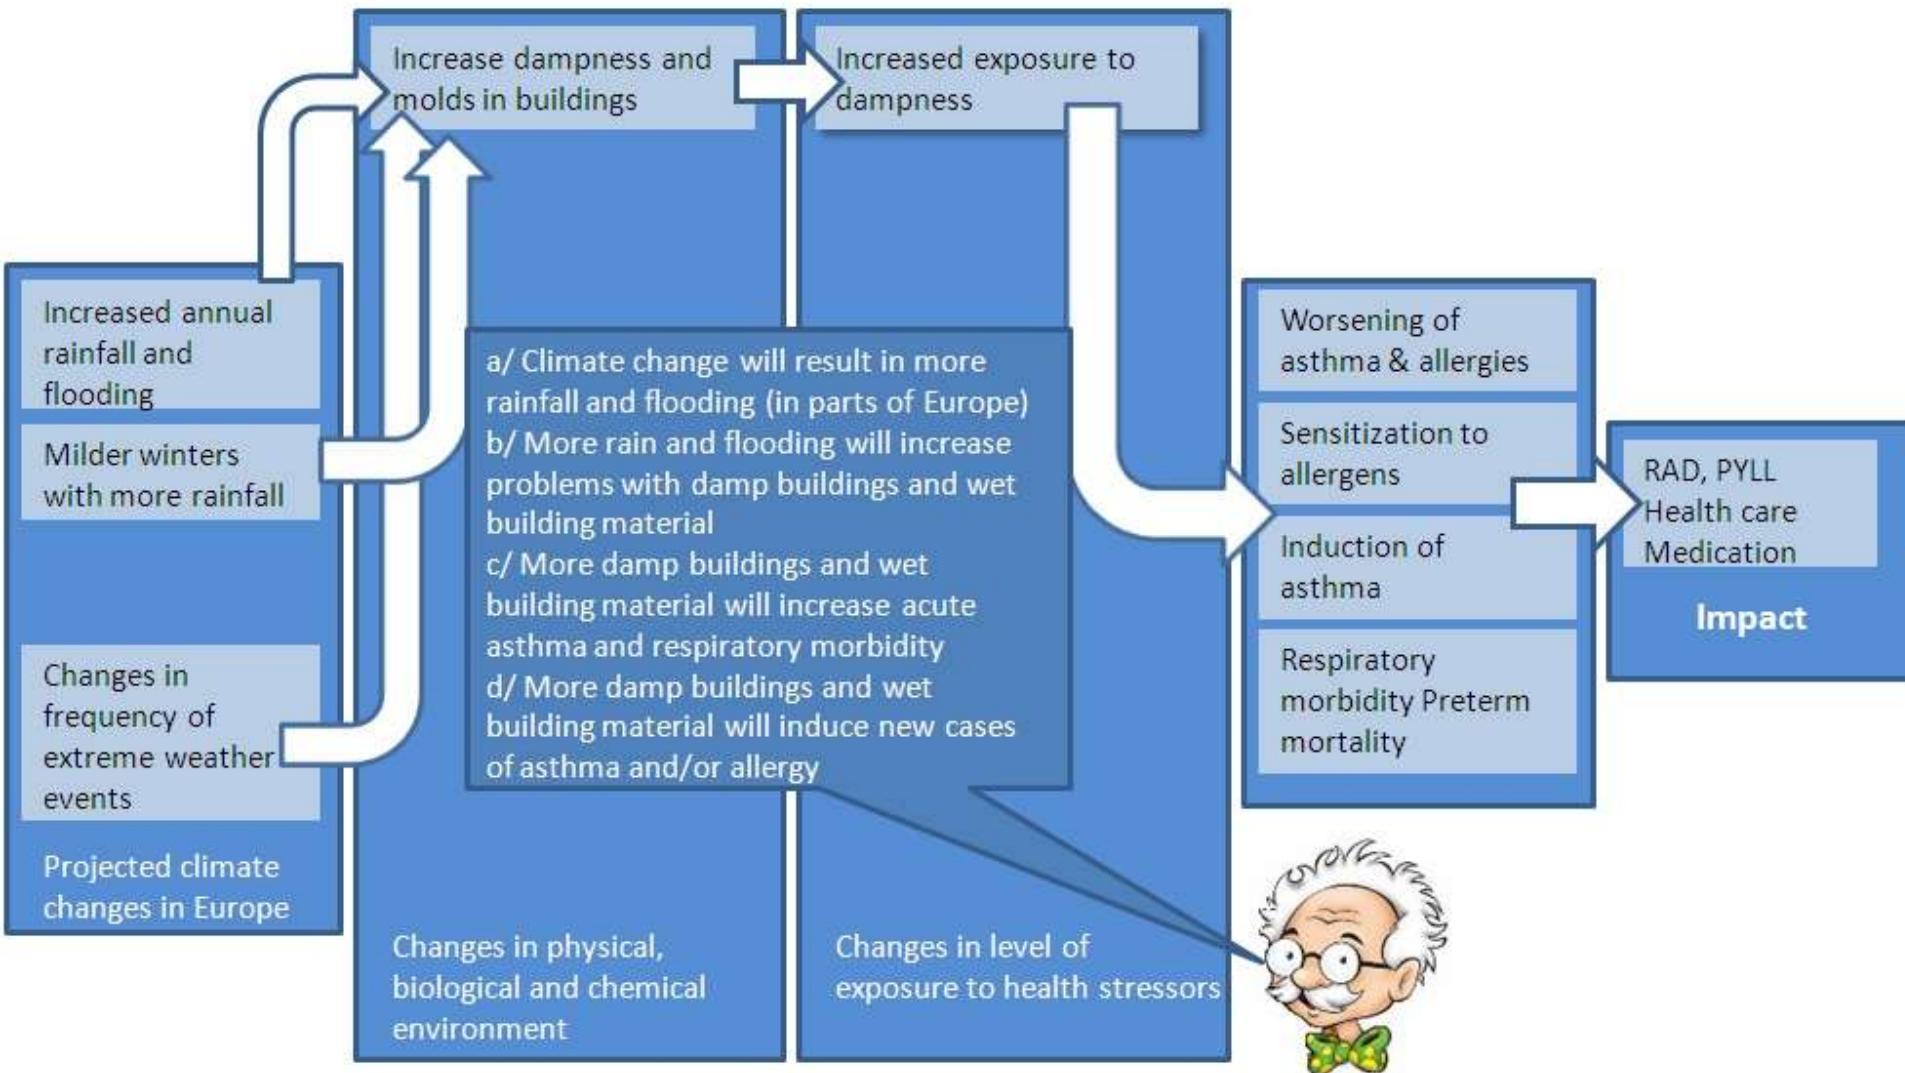 Increase dampness and
molds in buildings
Increased exposure to
dampness
Increased annual
rainfall and
flooding
Milder winters
with more rainfall
Changes in
frequency of
extreme weather
events
Projected climate
changes in Europe
a/ Climate change will result in more
rainfall and flooding (in parts of Europe)
b/ More rain and flooding will increase
problems with damp buildings and wet
building material
c/ More damp buildings and wet
building material will increase acute
asthma and respiratory morbidity
d/ More damp buildings and wet
building material will induce new cases
of asthma and/or allergy
Changes in physical,
biological and chemical
environment
Changes in level of
exposure to health stressors
Worsening of
asthma & allergies
Sensitization to
allergens
Induction of
asthma
Respiratory
morbidity Preterm
mortality
RAD, PYLL
Health care
Medication
Impact